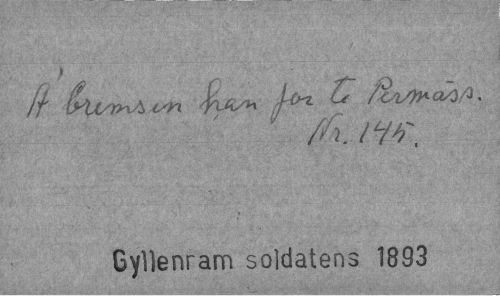 Å Bremsen han for te Permäss.
Nr. 145.
Gyllenram soldatens 1893